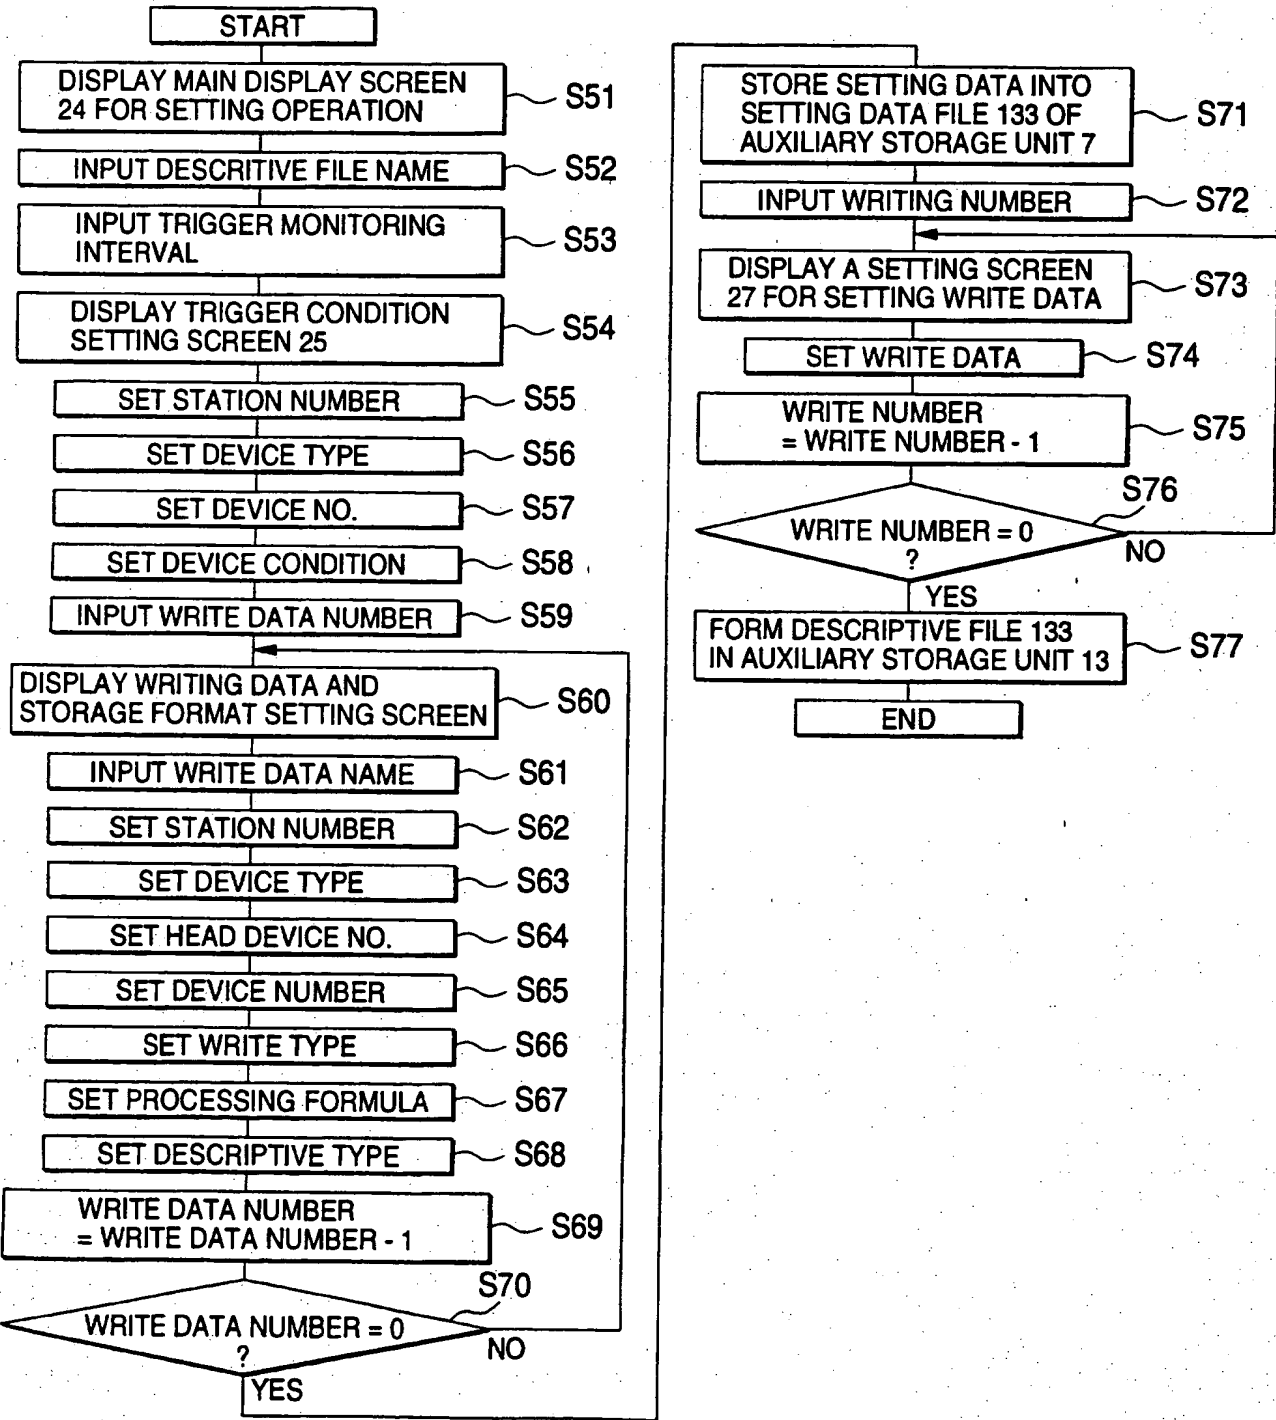 START
DISPLAY MAIN DISPLAY SCREEN
24 FOR SETTING OPERATION
S51
INPUT DESCRITIVE FILE NAME
S52
INPUT TRIGGER MONITORING
INTERVAL
S53
DISPLAY TRIGGER CONDITION
SETTING SCREEN 25
S54
SET STATION NUMBER
S55
SET DEVICE TYPE
S56
SET DEVICE NO.
S57
SET DEVICE CONDITION
S58
INPUT WRITE DATA NUMBER
S59
DISPLAY WRITING DATA AND
STORAGE FORMAT SETTING SCREEN
S60
INPUT WRITE DATA NAME
S61
SET STATION NUMBER
S62
SET DEVICE TYPE
S63
SET HEAD DEVICE NO.
S64
SET DEVICE NUMBER
S65
SET WRITE TYPE
S66
SET PROCESSING FORMULA
S67
SET DESCRIPTIVE TYPE
S68
WRITE DATA NUMBER
= WRITE DATA NUMBER - 1
S69
S70
WRITE DATA NUMBER = 0
?
NO
YES
STORE SETTING DATA INTO
SETTING DATA FILE 133 OF
AUXILIARY STORAGE UNIT 7
S71
INPUT WRITING NUMBER
S72
DISPLAY A SETTING SCREEN
27 FOR SETTING WRITE DATA
S73
SET WRITE DATA
S74
WRITE NUMBER
= WRITE NUMBER - 1
S75
S76
WRITE NUMBER = 0
?
NO
YES
FORM DESCRIPTIVE FILE 133
IN AUXILIARY STORAGE UNIT 13
S77
END